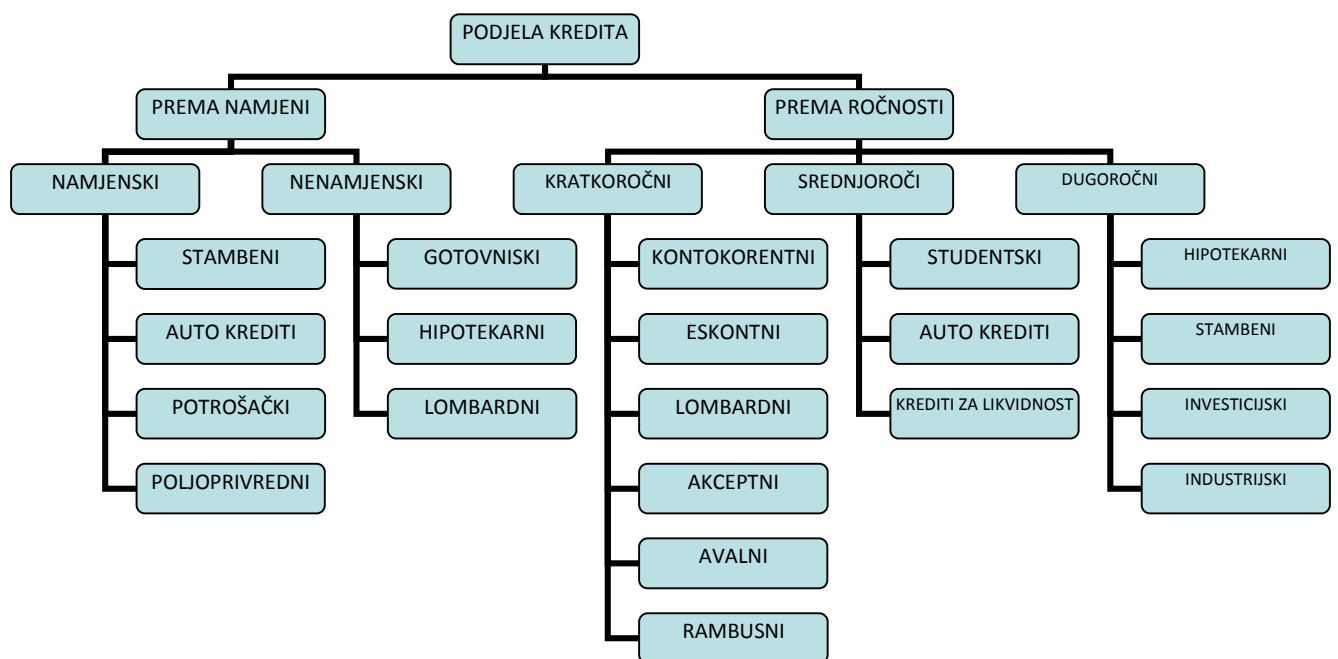 PODJELA KREDITA
PREMA NAMJENI
PREMA ROČNOSTI
NAMJENSKI
NENAMJENSKI
KRATKOROČNI
SREDNJOROČI
DUGOROČNI
STAMBENI
AUTO KREDITI
POTROŠAČKI
POLJOPRIVREDNI
GOTOVNISKI
HIPOTEKARNI
LOMBARDNI
KONTOKORENTNI
ESKONTNI
LOMBARDNI
AKCEPTNI
AVALNI
RAMBUSNI
STUDENTSKI
AUTO KREDITI
KREDITI ZA LIKVIDNOST
HIPOTEKARNI
STAMBENI
INVESTICIJSKI
INDUSTRIJSKI